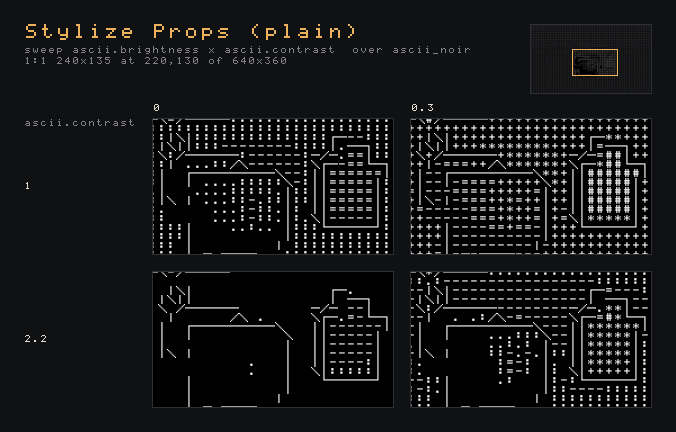 Stylize Props (plain)
sweep ascii.brightness x ascii.contrast over ascii_noir
1:1 240x135 at 220,130 of 640x360
0
0.3
ascii.contrast
1
2.2